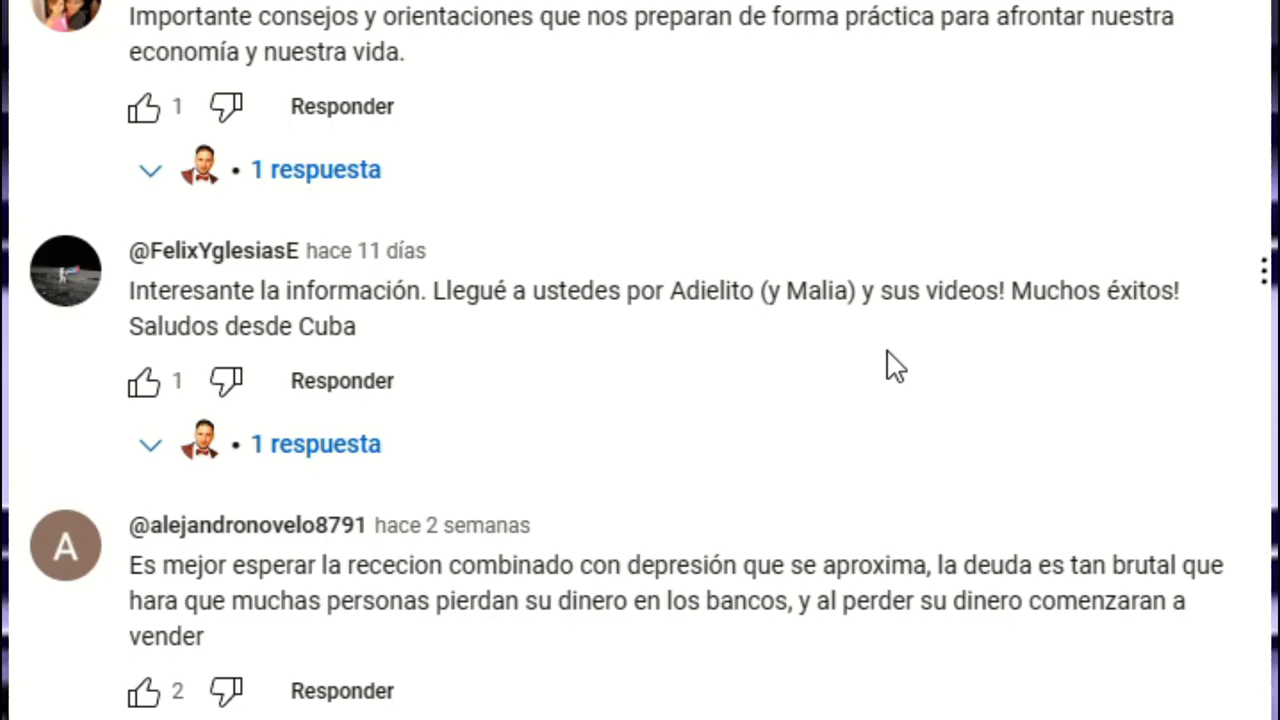 Importante consejos y orientaciones que nos preparan de forma práctica para afrontar nuestra
economía y nuestra vida.
1 Responder
• 1 respuesta
@FelixYglesiasE hace 11 días
Interesante la información. Llegué a ustedes por Adielito (y Malia) y sus videos! Muchos éxitos!
Saludos desde Cuba
1 Responder
• 1 respuesta
A
@alejandronovelo8791 hace 2 semanas
Es mejor esperar la rececion combinado con depresión que se aproxima, la deuda es tan brutal que
hara que muchas personas pierdan su dinero en los bancos, y al perder su dinero comenzaran a
vender
2 Responder